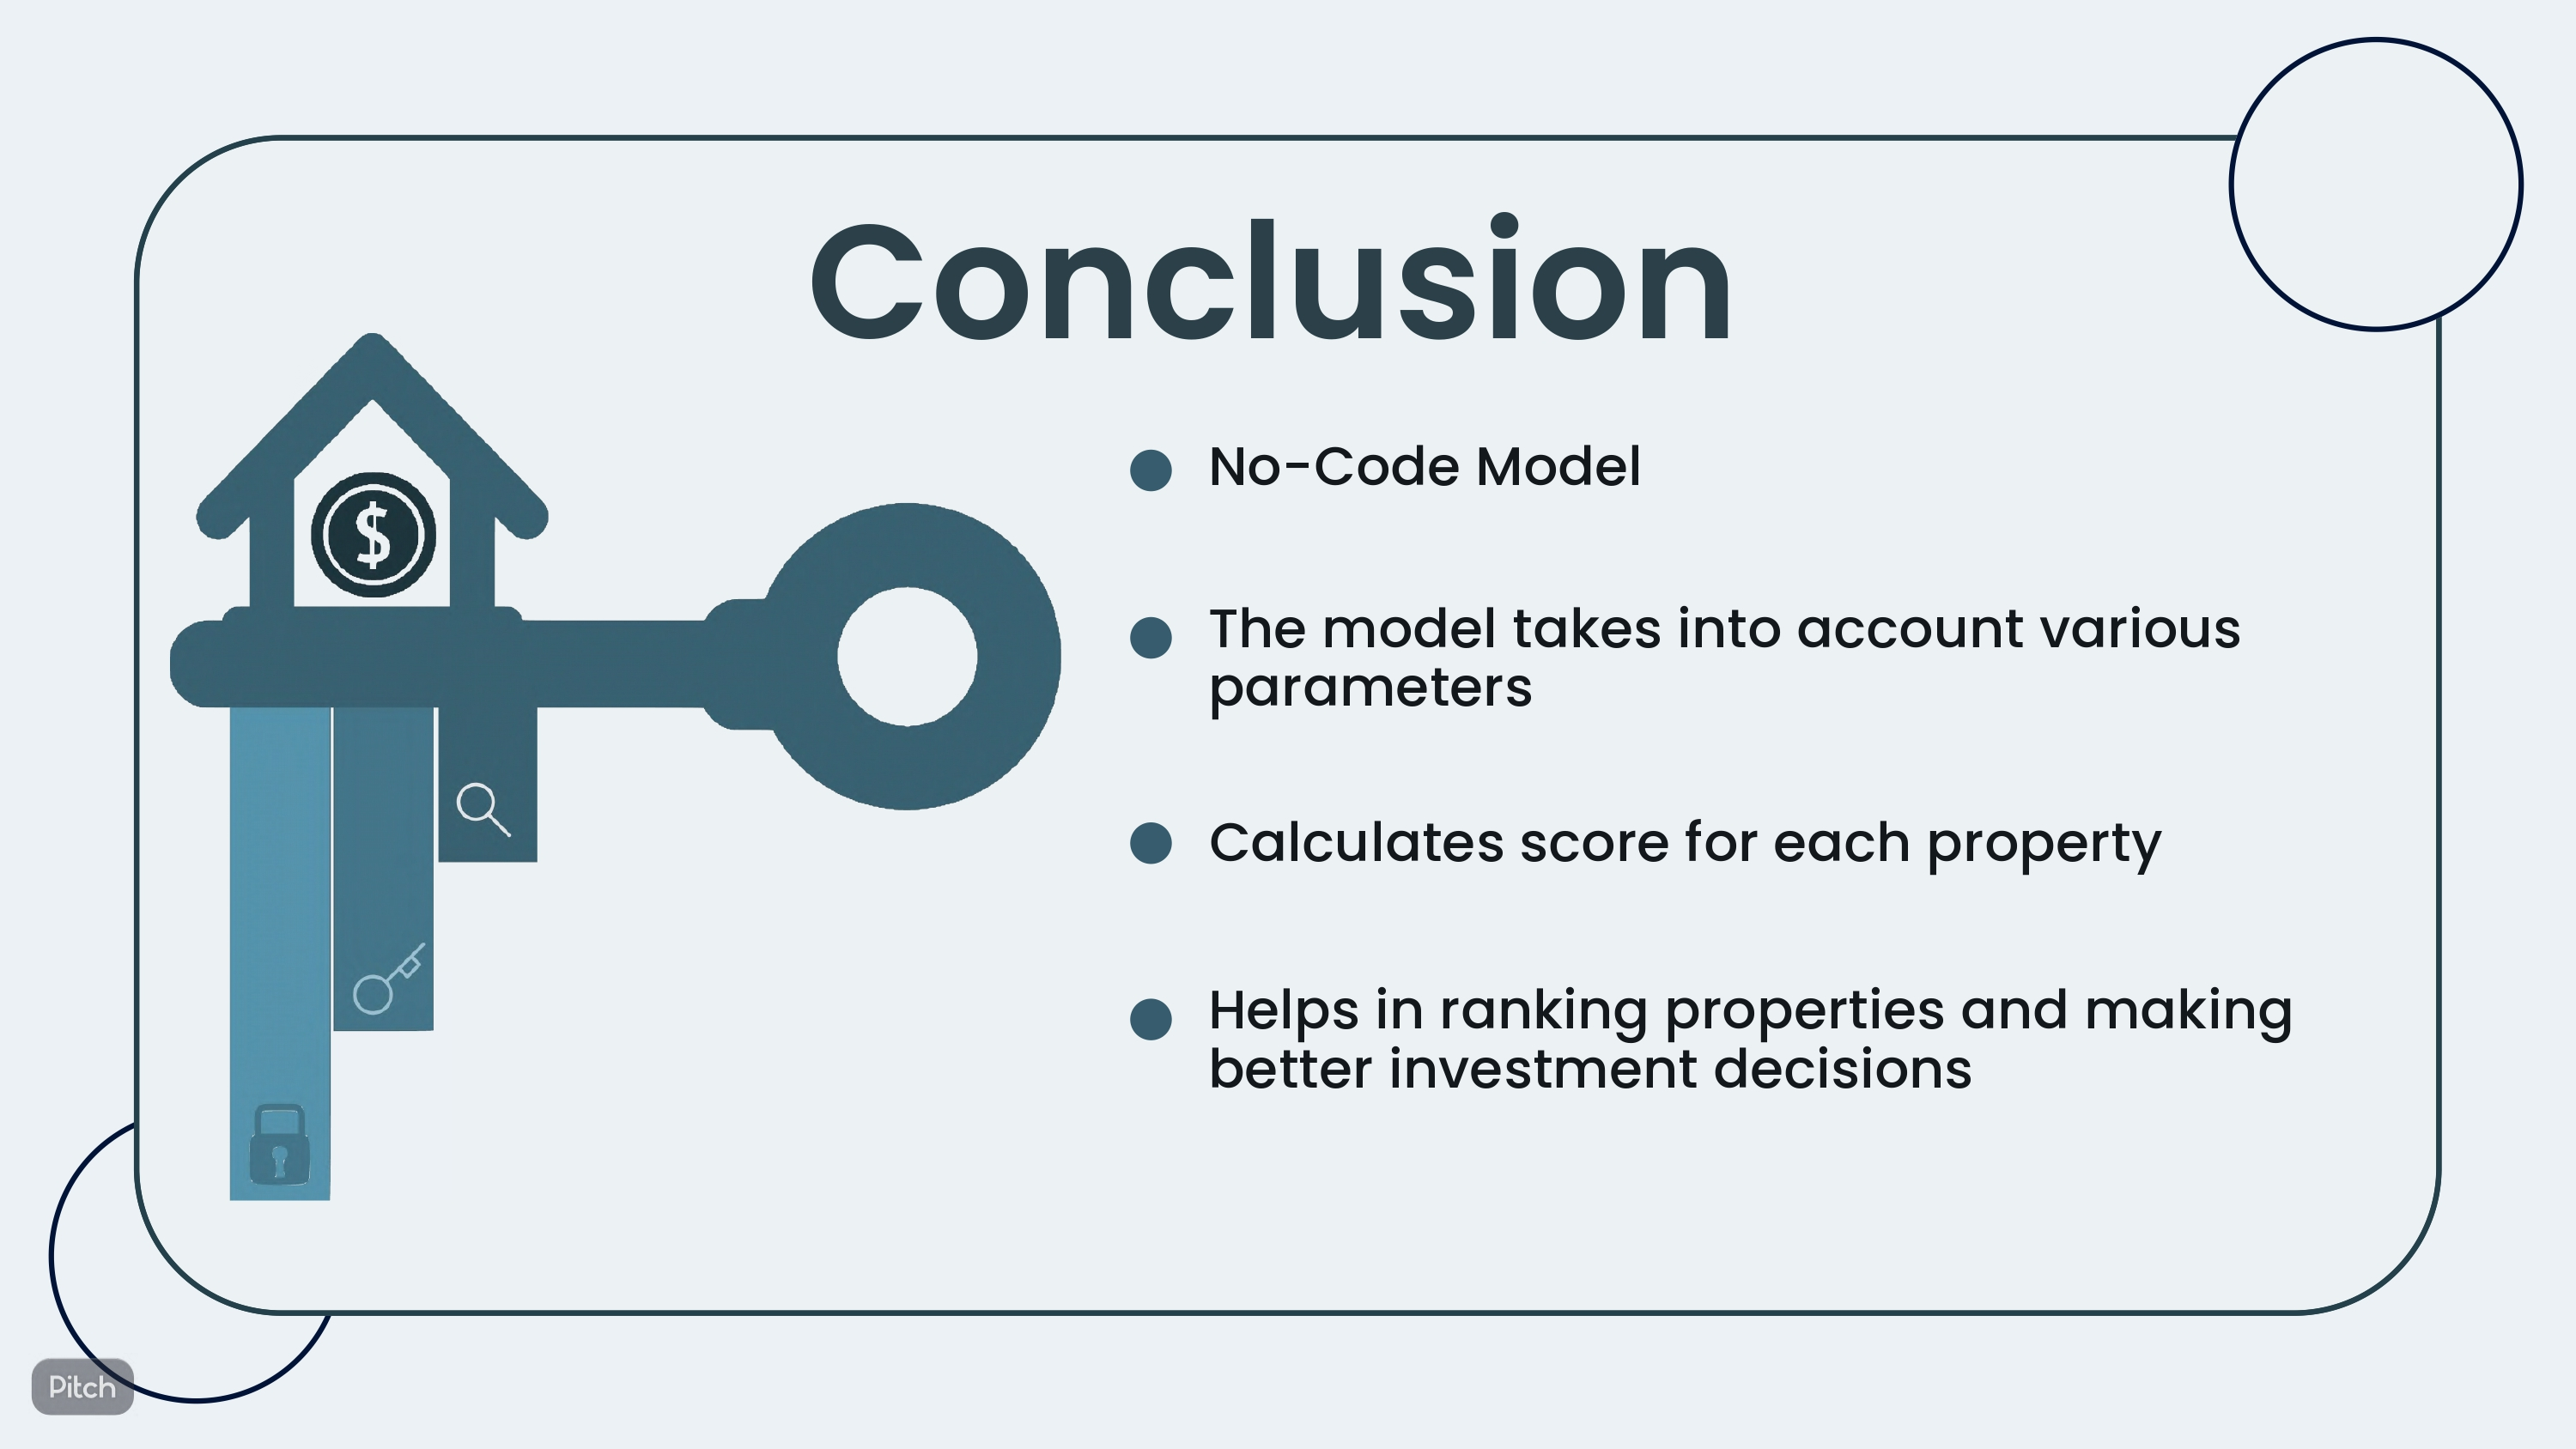 Conclusion
$
No-Code Model
The model takes into account various
parameters
Calculates score for each property
Helps in ranking properties and making
better investment decisions
Pitch